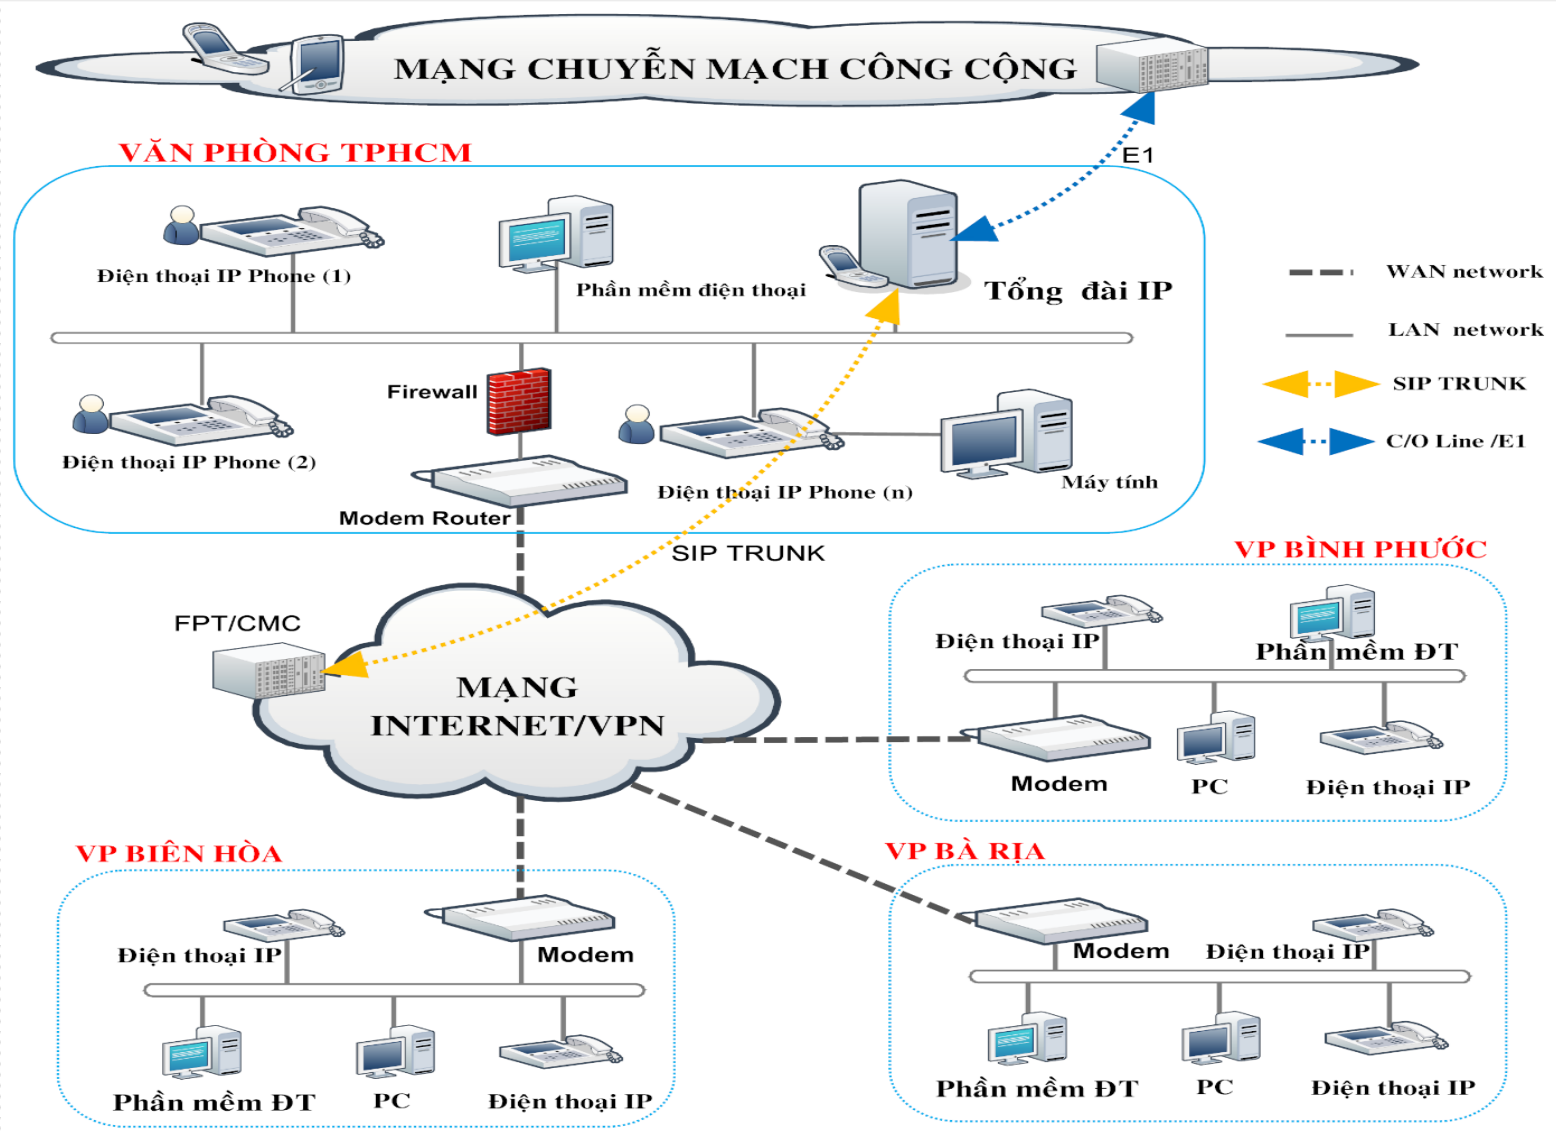 MẠNG CHUYỄN MẠCH CÔNG CỘNG
E1
VĂN PHÒNG TPHCM
Điện thoại IP Phone (1)
Phần mềm điện thoại
Tổng đài IP
Firewall
Điện thoại IP Phone (2)
Điện thoại IP Phone (n)
Máy tính
Modem Router
WAN network
LAN network
SIP TRUNK
C/O Line /E1
SIP TRUNK
FPT/CMC
MẠNG
INTERNET/VPN
VP BÌNH PHƯỚC
Điện thoại IP
Phần mềm ĐT
Modem
PC
Điện thoại IP
VP BIÊN HÒA
Điện thoại IP
Modem
Phần mềm ĐT
PC
Điện thoại IP
VP BÀ RỊA
Modem
Điện thoại IP
Phần mềm ĐT
PC
Điện thoại IP